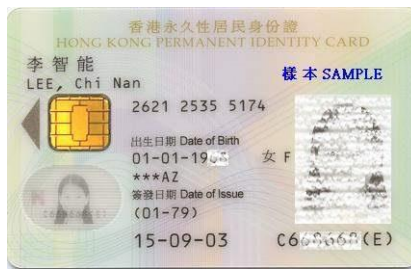 香港永久性居民身份證
HONG KONG PERMANENT IDENTITY CARD
李智能
LEE, Chi Nan
樣本 SAMPLE
2621 2535 5174
出生日期 Date of Birth
女 F
***AZ
簽發日期 Date of Issue
(01-79)
15-09-03